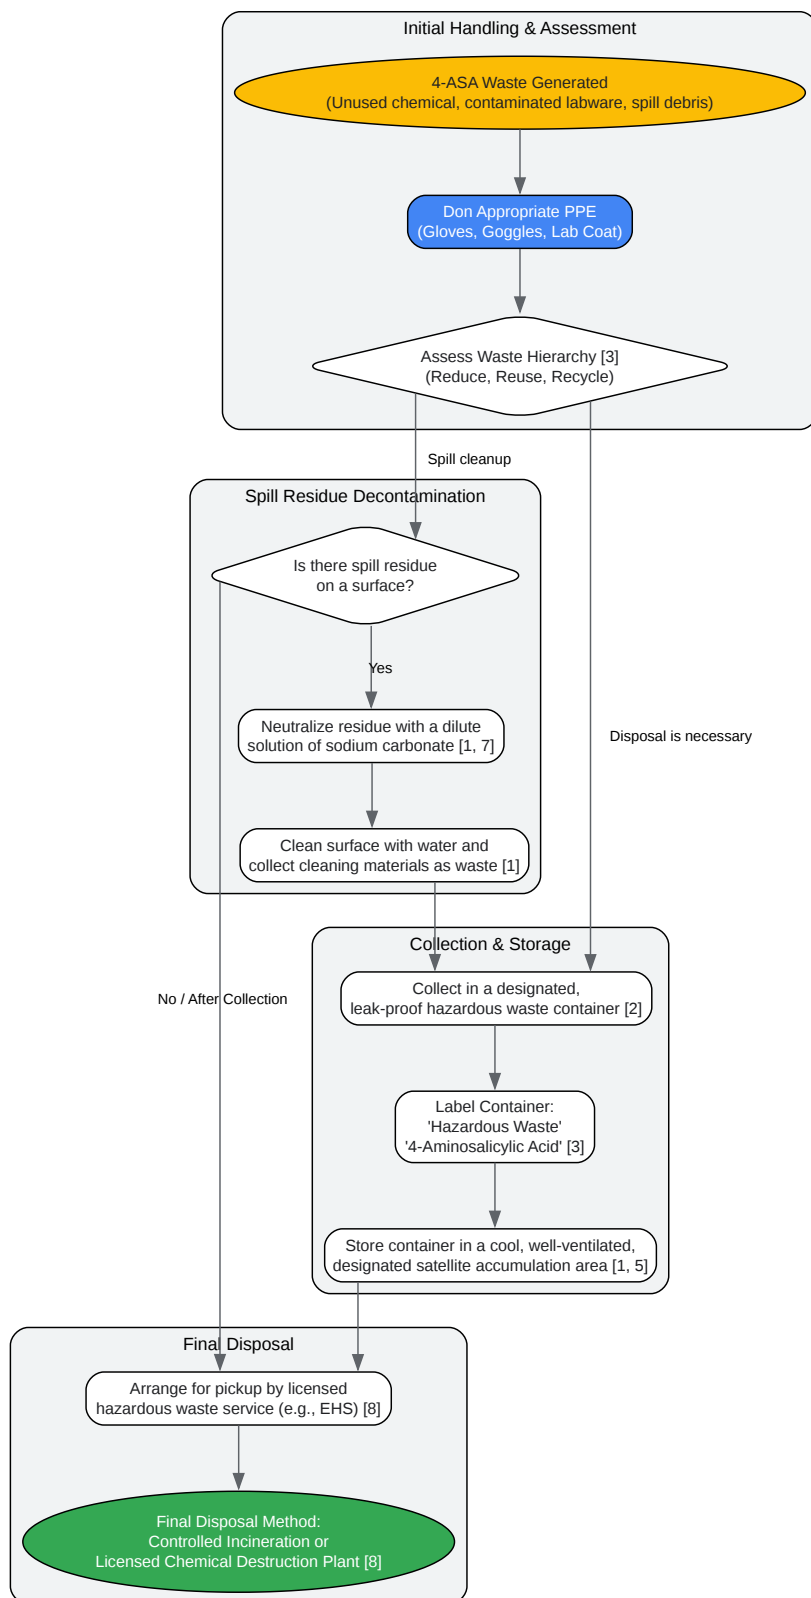 Initial Handling & Assessment
4-ASA Waste Generated
(Unused chemical, contaminated labware, spill debris)
Don Appropriate PPE
(Gloves, Goggles, Lab Coat)
Assess Waste Hierarchy [3]
(Reduce, Reuse, Recycle)
Spill cleanup
Spill Residue Decontamination
Is there spill residue
on a surface?
Yes
Neutralize residue with a dilute
solution of sodium carbonate [1, 7]
Disposal is necessary
Clean surface with water and
collect cleaning materials as waste [1]
Collection & Storage
Collect in a designated,
leak-proof hazardous waste container [2]
No / After Collection
Label Container:
'Hazardous Waste'
'4-Aminosalicylic Acid' [3]
Store container in a cool, well-ventilated,
designated satellite accumulation area [1, 5]
Final Disposal
Arrange for pickup by licensed
hazardous waste service (e.g., EHS) [8]
Final Disposal Method:
Controlled Incineration or
Licensed Chemical Destruction Plant [8]